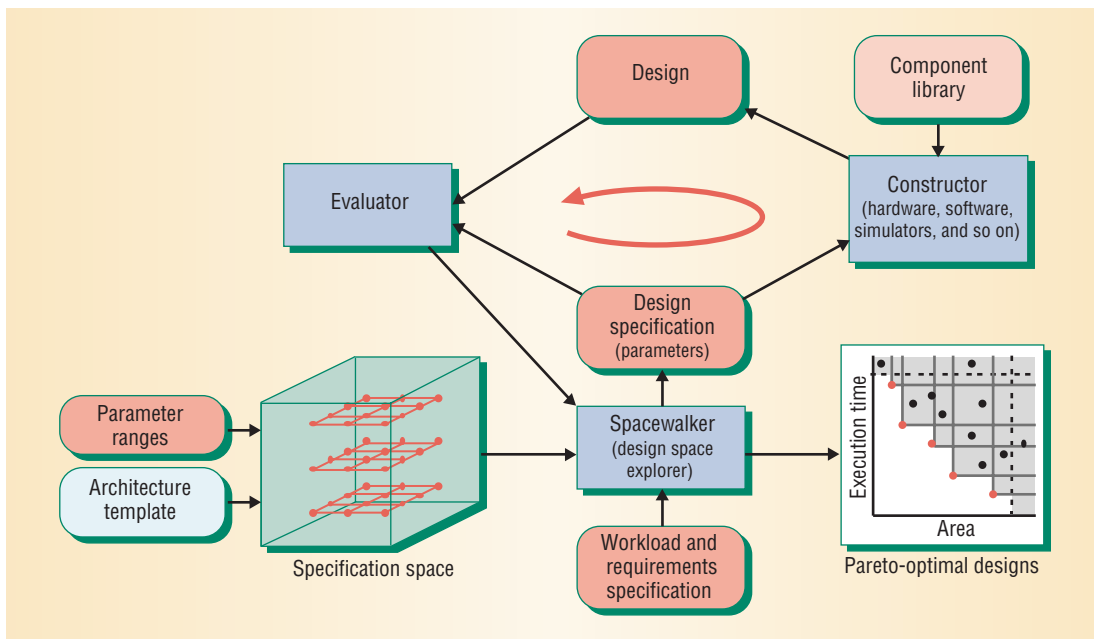 Design
Component
library
Evaluator
Constructor
(hardware, software,
simulators, and so on)
Design
specification
(parameters)
Parameter
ranges
Architecture
template
Specification space
Spacewalker
(design space
explorer)
Workload and
requirements
specification
Execution time
Area
Pareto-optimal designs